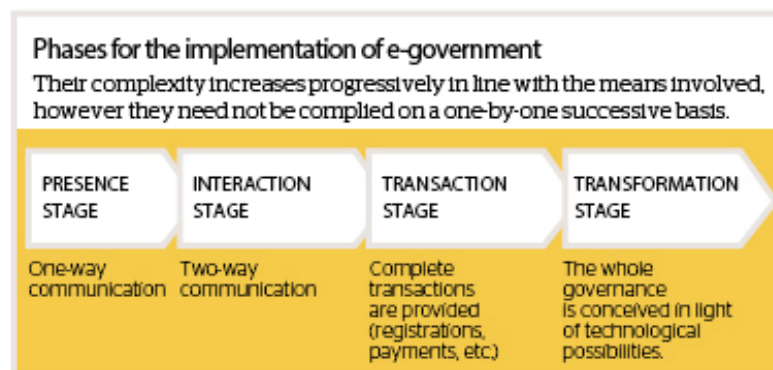 Phases for the implementation of e-government
Their complexity increases progressively in line with the means involved,
however they need not be complied on a one-by-one successive basis.
PRESENCE
STAGE
One-way
communication
INTERACTION
STAGE
Two-way
communication
TRANSACTION
STAGE
Complete
transactions
are provided
(registrations,
payments, etc.)
TRANSFORMATION
STAGE
The whole
governance
is conceived in light
of technological
possibilities.